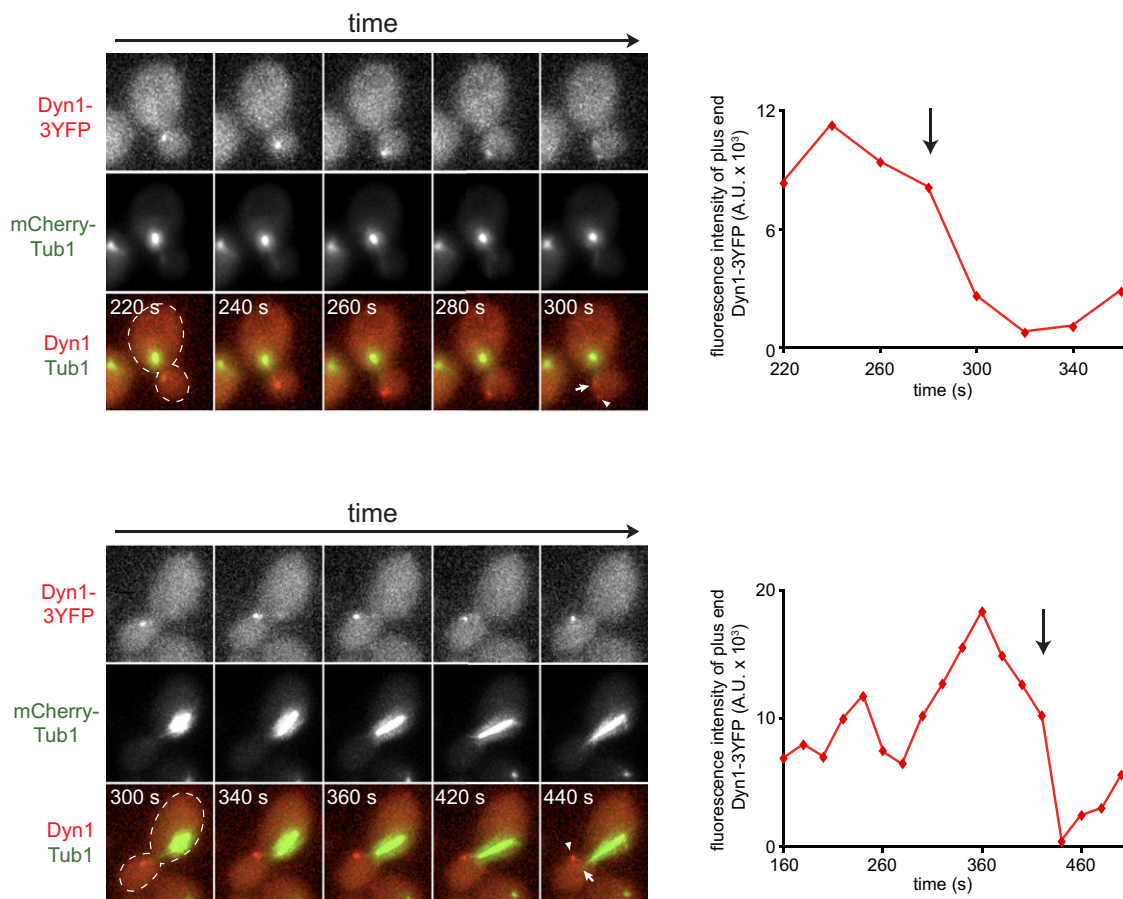 time
Dyn1-
3YFP
mCherry-
Tub1
220 s 240 s 260 s 280 s 300 s
Dyn1
Tub1
fluorescence intensity of plus end
Dyn1-3YFP (A.U. x 10³)
12
6
0
220 260 300 340
time (s)
time
Dyn1-
3YFP
mCherry-
Tub1
300 s 340 s 360 s 420 s 440 s
Dyn1
Tub1
fluorescence intensity of plus end
Dyn1-3YFP (A.U. x 10³)
20
10
0
160 260 360 460
time (s)